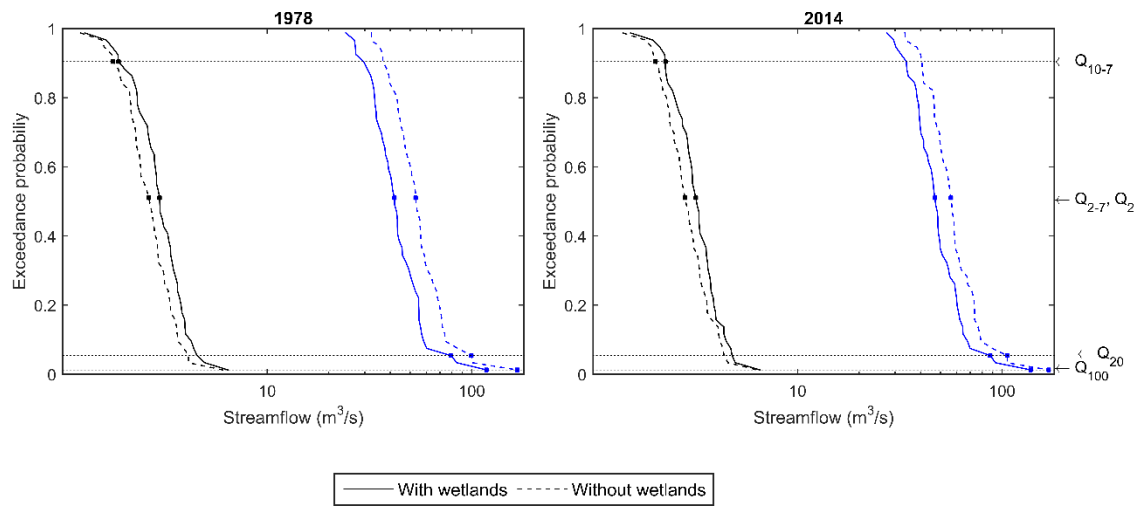 1978
2014
1
0.8
0.6
0.4
0.2
0
Exceedance probabiliy
10
100
Streamflow (m³/s)
1
0.8
0.6
0.4
0.2
0
Exceedance probabiliy
10
100
Streamflow (m³/s)
Q10-7
Q2-7, Q2
Q20
Q100
With wetlands
Without wetlands